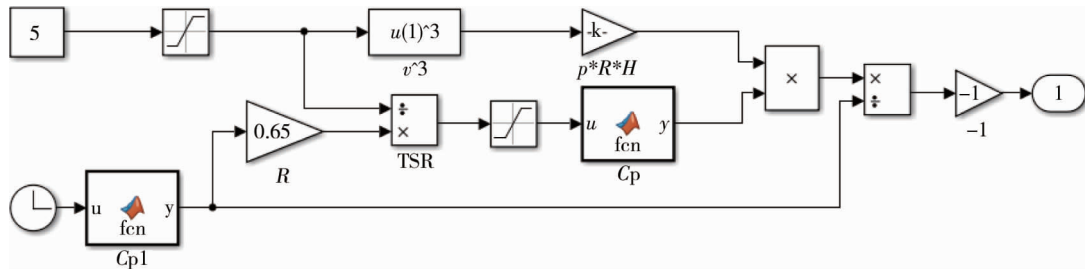 5
u(1)^3
v^3
-k-
p*R*H
×
×
÷
−1
−1
1
0.65
R
÷
×
TSR
u
fcn
y
Cp
u
fcn
y
Cp1